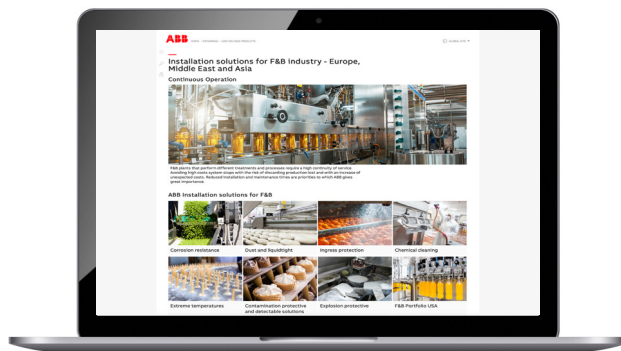 ABB
Installation solutions for F&B industry - Europe,
Middle East and Asia
Continuous Operation
F&B plants that perform different treatments and processes require a high continuity of service.
Avoiding high costs system stops with the risk of discarding production lost and with an increase of
unexpected costs. Reduced installation and maintenance times are priorities to which ABB gives
great importance.
ABB Installation solutions for F&B
Corrosion resistance
Dust and liquidtight
Ingress protection
Chemical cleaning
Extreme temperatures
Contamination protective
and detectable solutions
Explosion protective
F&B Portfolio USA